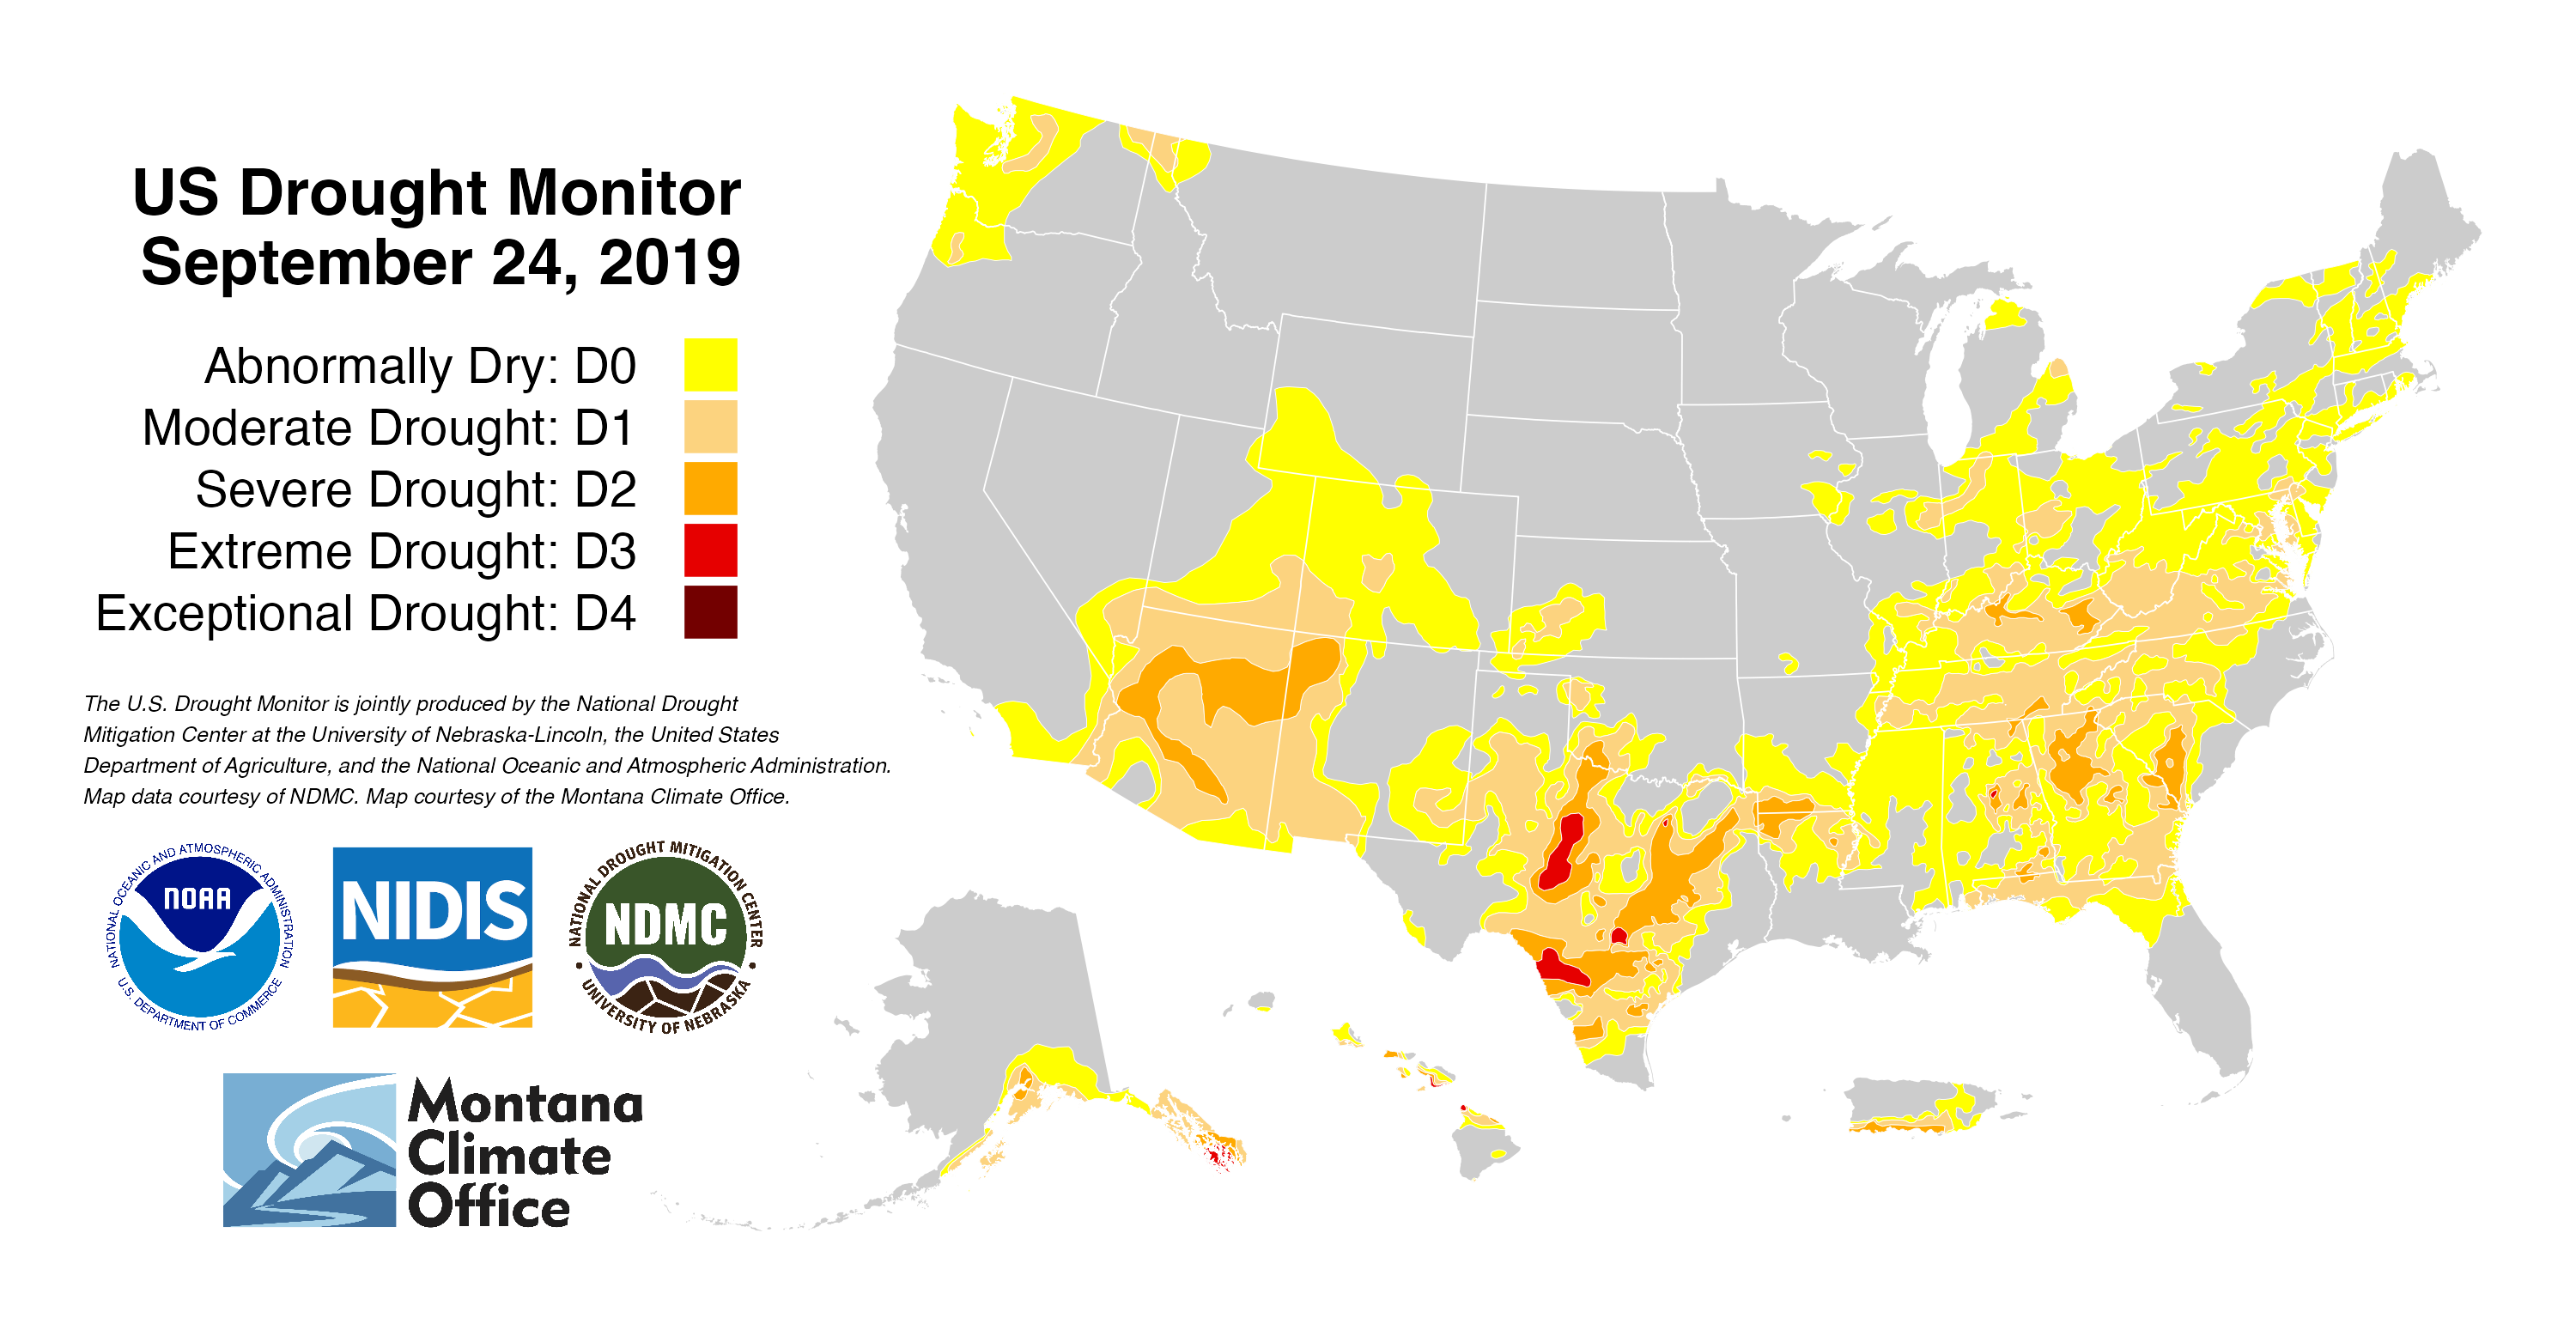 US Drought Monitor
September 24, 2019
Abnormally Dry: D0
Moderate Drought: D1
Severe Drought: D2
Extreme Drought: D3
Exceptional Drought: D4
The U.S. Drought Monitor is jointly produced by the National Drought
Mitigation Center at the University of Nebraska-Lincoln, the United States
Department of Agriculture, and the National Oceanic and Atmospheric Administration.
Map data courtesy of NDMC. Map courtesy of the Montana Climate Office.
NATIONAL OCEANIC AND ATMOSPHERIC ADMINISTRATION
NOAA
U.S. DEPARTMENT OF COMMERCE
NIDIS
NATIONAL DROUGHT MITIGATION CENTER
NDMC
UNIVERSITY OF NEBRASKA
Montana
Climate
Office